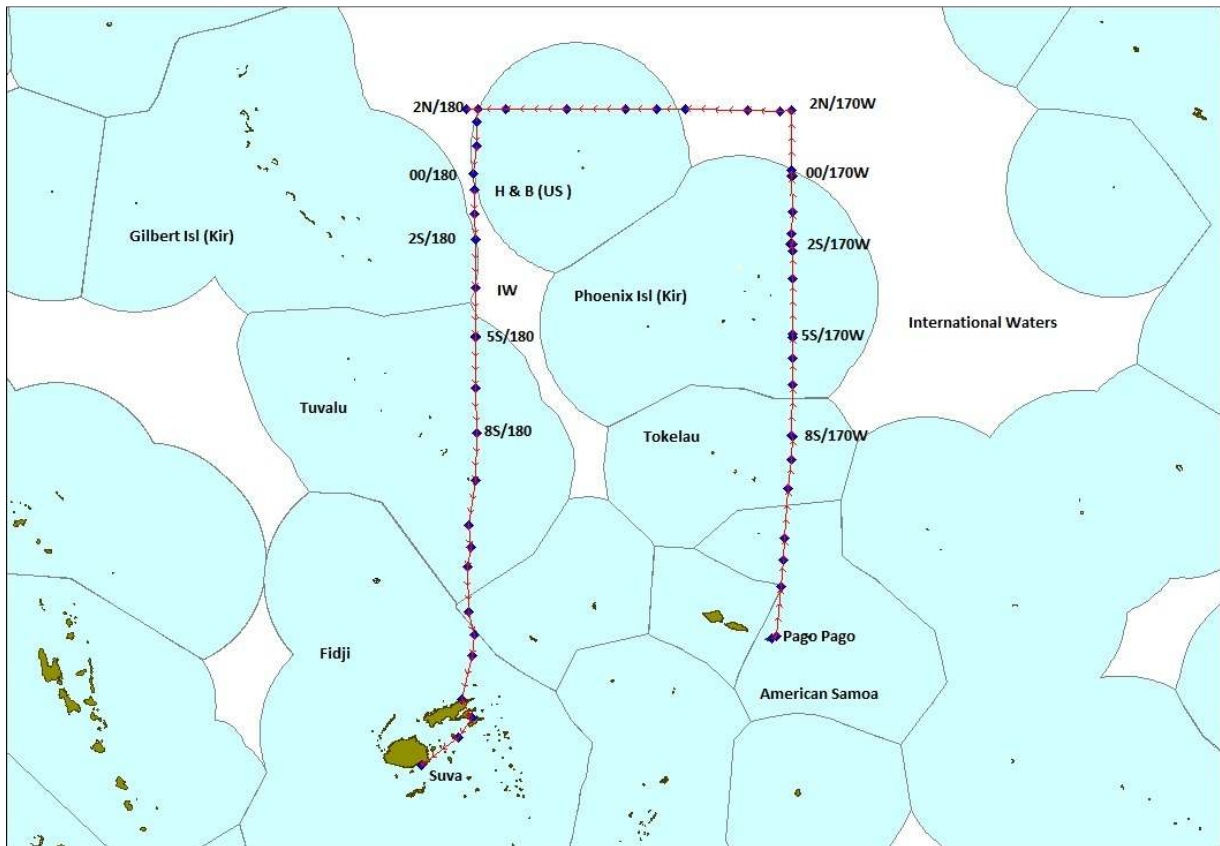 2N/180
2N/170W
00/180
00/170W
H & B (US )
Gilbert Isl (Kir)
2S/180
2S/170W
IW
Phoenix Isl (Kir)
International Waters
5S/180
5S/170W
Tuvalu
8S/180
Tokelau
8S/170W
Pago Pago
Fidji
American Samoa
Suva